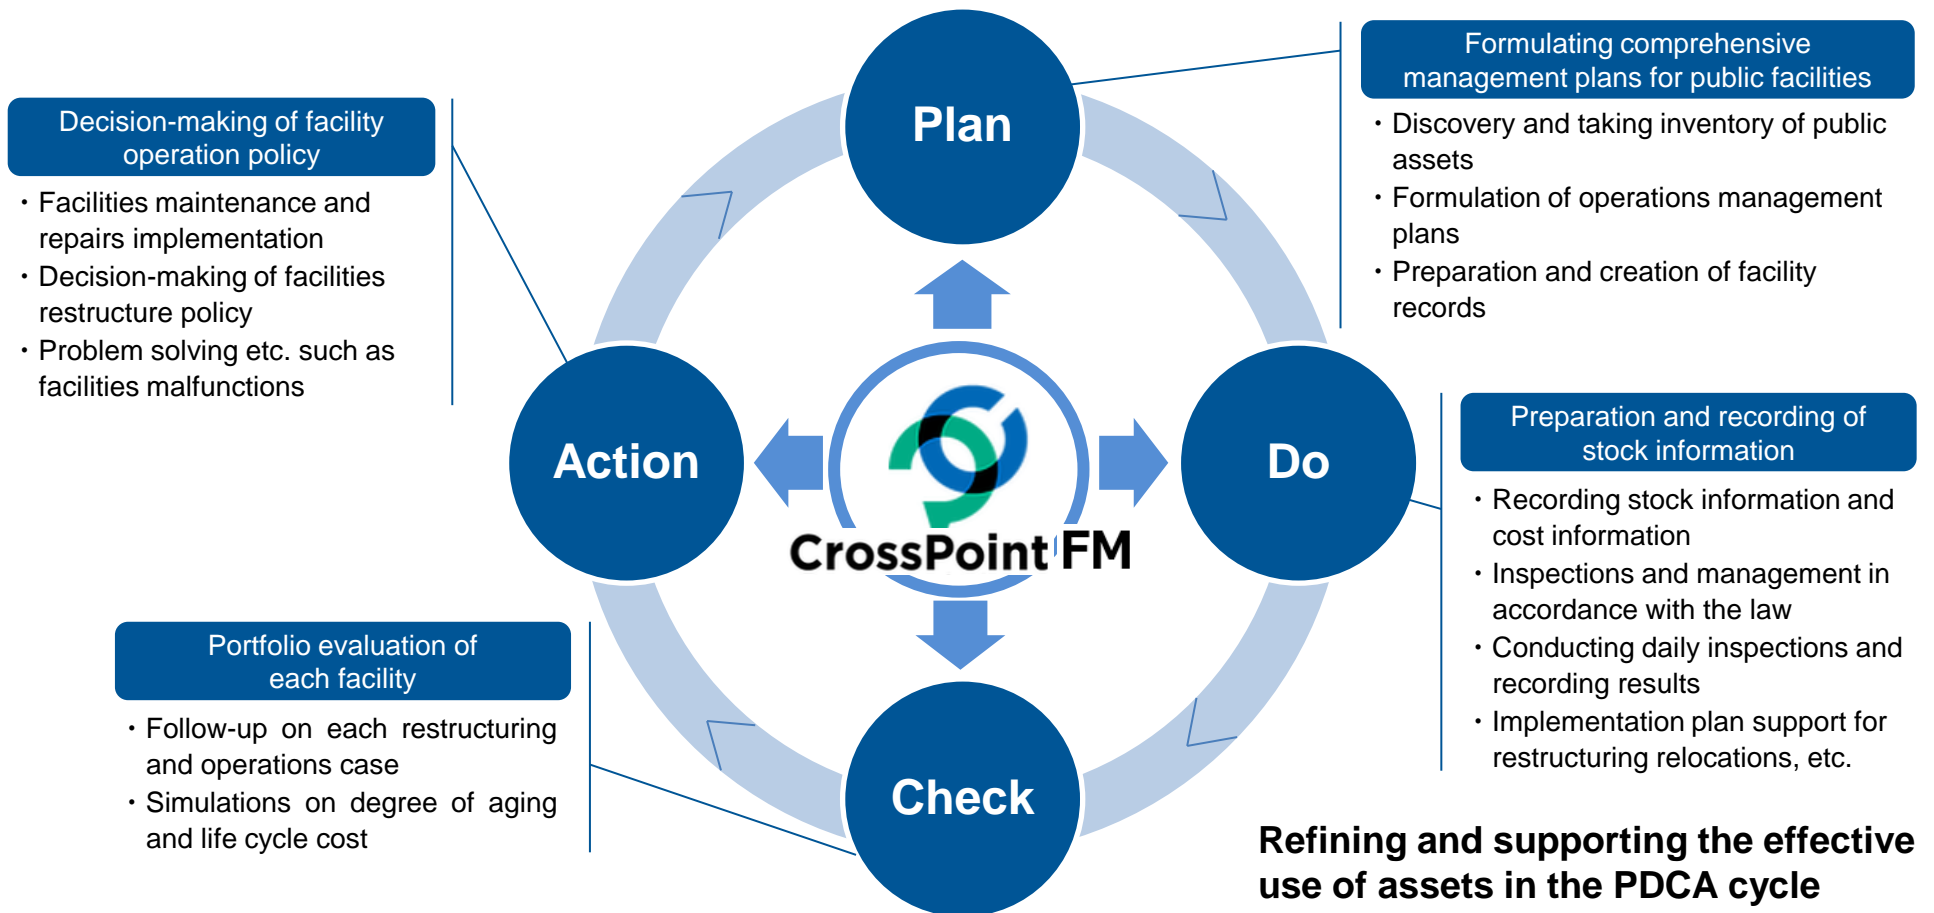 Plan
Formulating comprehensive
management plans for public facilities
・Discovery and taking inventory of public
assets
・Formulation of operations management
plans
・Preparation and creation of facility
records
Decision-making of facility
operation policy
・Facilities maintenance and
repairs implementation
・Decision-making of facilities
restructure policy
・Problem solving etc. such as
facilities malfunctions
Action
CrossPoint FM
Do
Preparation and recording of
stock information
・Recording stock information and
cost information
・Inspections and management in
accordance with the law
・Conducting daily inspections and
recording results
・Implementation plan support for
restructuring relocations, etc.
Portfolio evaluation of
each facility
・Follow-up on each restructuring
and operations case
・Simulations on degree of aging
and life cycle cost
Check
Refining and supporting the effective
use of assets in the PDCA cycle